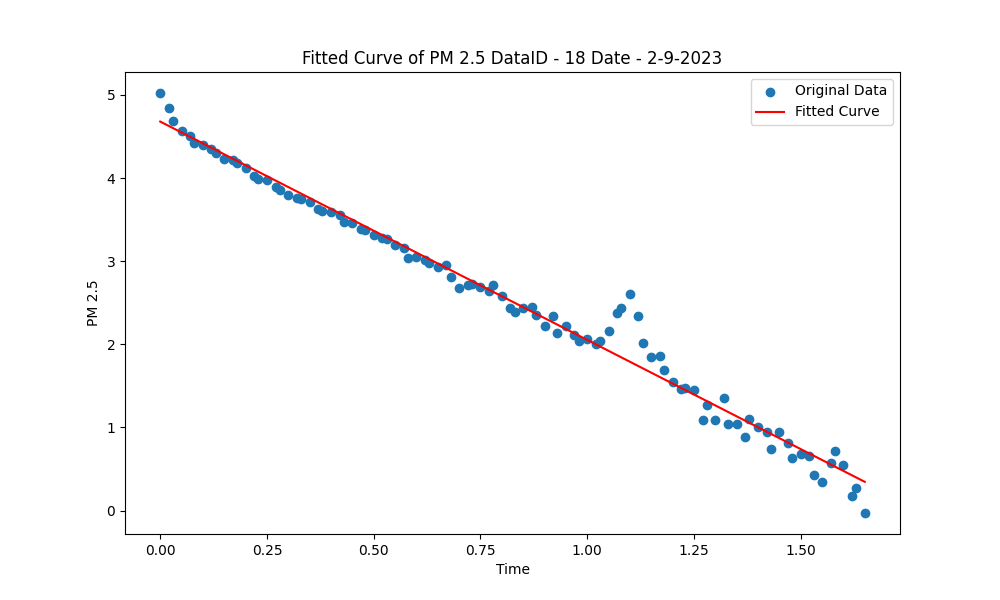 Fitted Curve of PM 2.5 DataID - 18 Date - 2-9-2023
Original Data
Fitted Curve
PM 2.5
5
4
3
2
1
0
0.00 0.25 0.50 0.75 1.00 1.25 1.50
Time